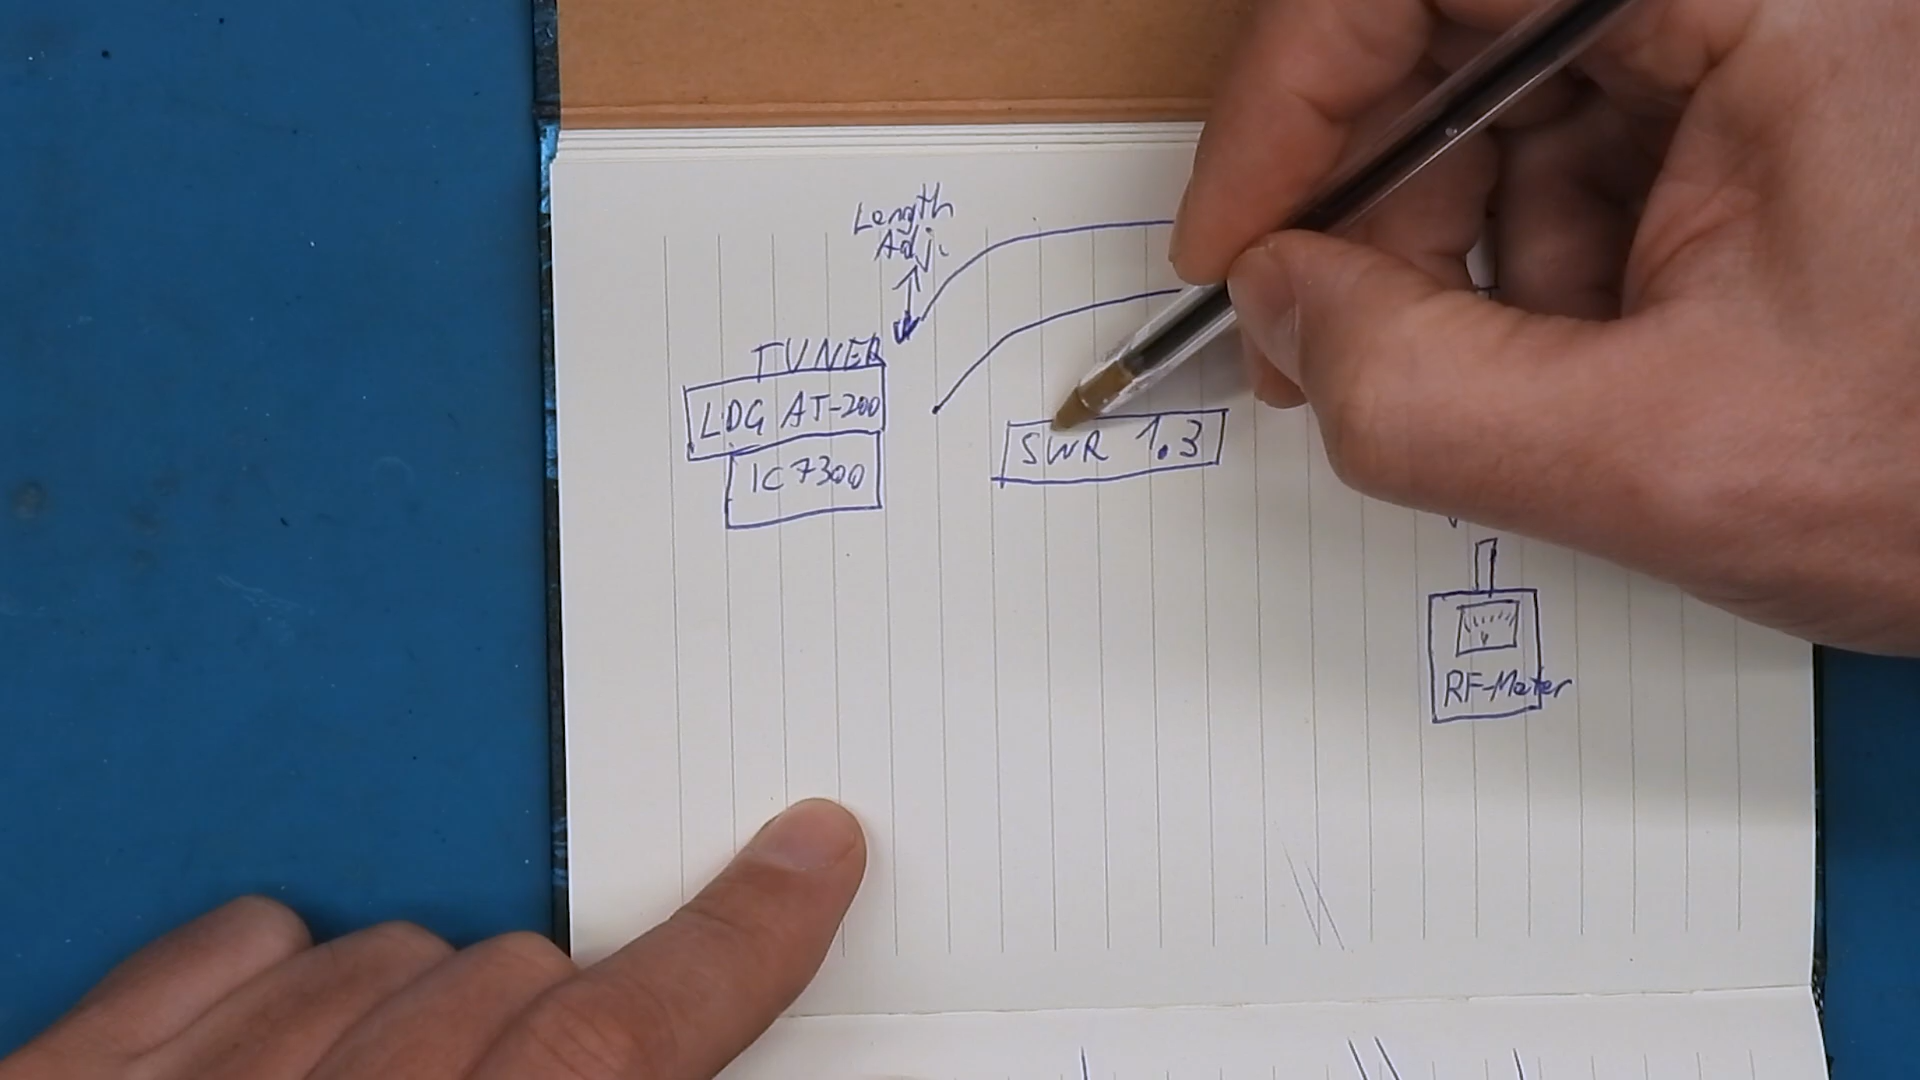 Length
Adj.
TUNER
LDG AT-200
IC7300
SWR 1.3
RF-Meter